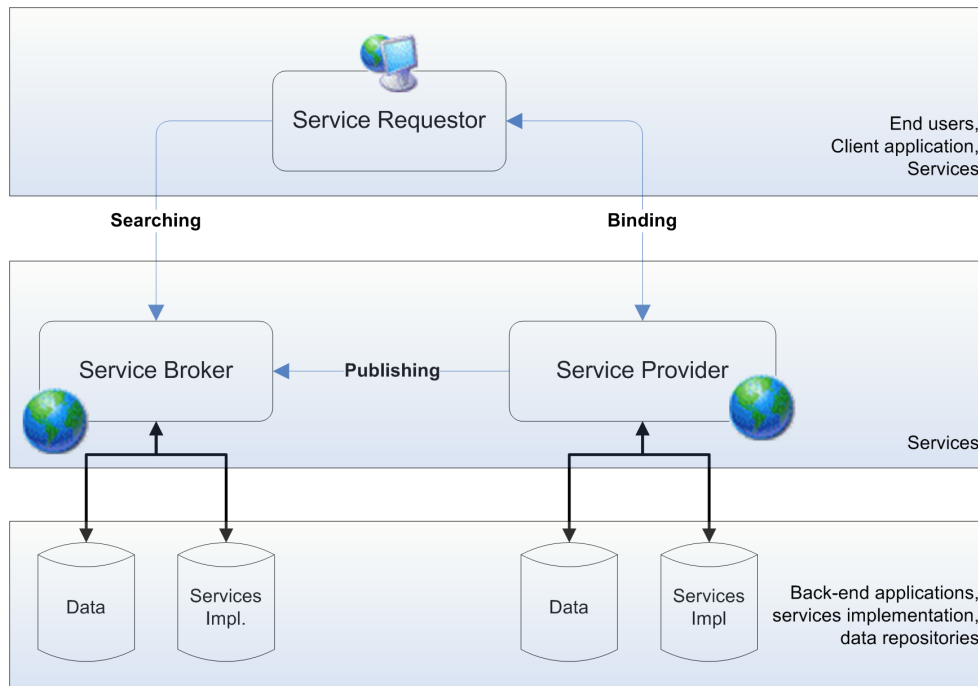 Service Requestor
End users,
Client application,
Services
Searching
Binding
Service Broker
Publishing
Service Provider
Services
Data
Services
Impl.
Data
Services
Impl
Back-end applications,
services implementation,
data repositories